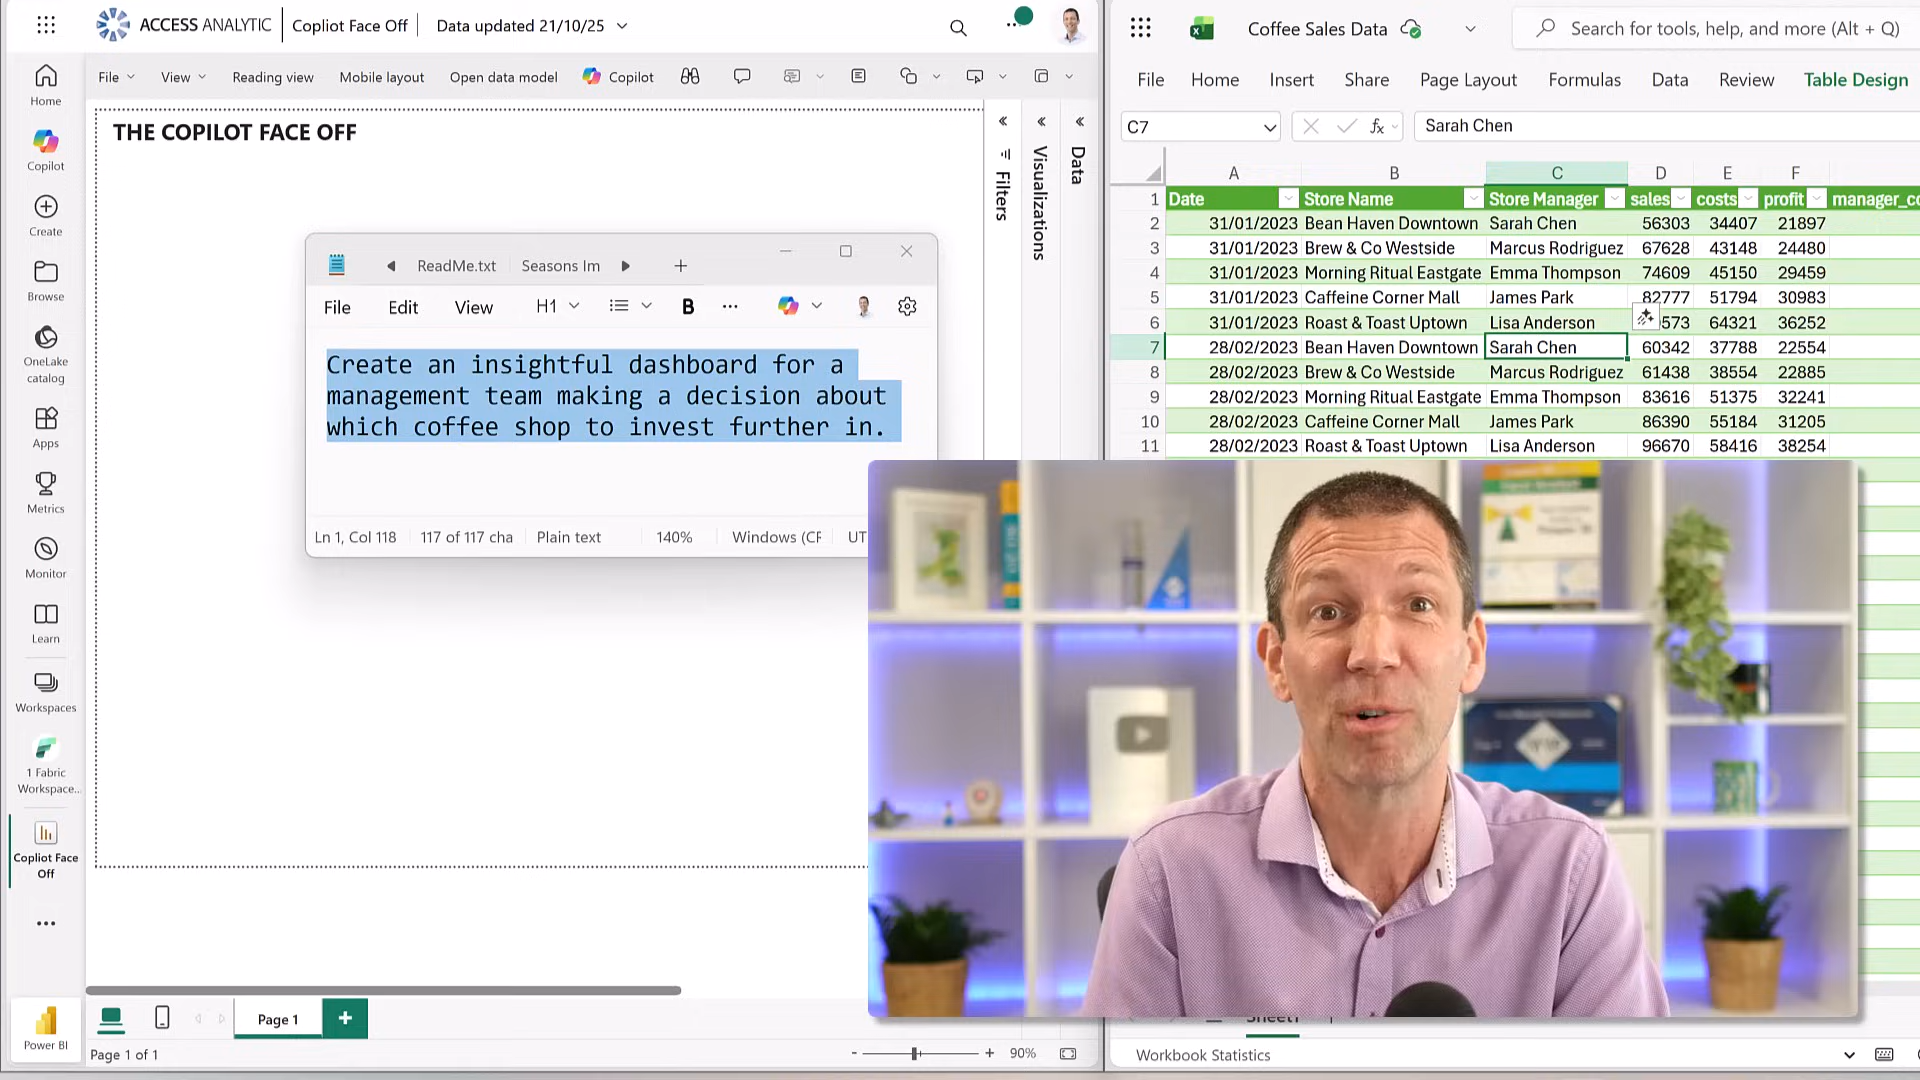 ACCESS ANALYTIC
Copliot Face Off
Data updated 21/10/25
File
View
Reading view
Mobile layout
Open data model
Copilot
Home
Copilot
Create
Browse
OneLake
catalog
Apps
Metrics
Monitor
Learn
Workspaces
1 Fabric
Workspace...
Copliot Face
Off
Power BI
THE COPILOT FACE OFF
Filters
Visualizations
Data
ReadMe.txt
Seasons Im
File
Edit
View
H1
B
Create an insightful dashboard for a
management team making a decision about
which coffee shop to invest further in.
Ln 1, Col 118
117 of 117 cha
Plain text
140%
Windows (CF
UT
Page 1
Page 1 of 1
- + 90%
Coffee Sales Data
Search for tools, help, and more (Alt + Q)
File
Home
Insert
Share
Page Layout
Formulas
Data
Review
Table Design
C7
fx
Sarah Chen
A B C D E F
1 Date Store Name Store Manager sales costs profit manager_co
2 31/01/2023 Bean Haven Downtown Sarah Chen 56303 34407 21897
3 31/01/2023 Brew & Co Westside Marcus Rodriguez 67628 43148 24480
4 31/01/2023 Morning Ritual Eastgate Emma Thompson 74609 45150 29459
5 31/01/2023 Caffeine Corner Mall James Park 82777 51794 30983
6 31/01/2023 Roast & Toast Uptown Lisa Anderson 573 64321 36252
7 28/02/2023 Bean Haven Downtown Sarah Chen 60342 37788 22554
8 28/02/2023 Brew & Co Westside Marcus Rodriguez 61438 38554 22885
9 28/02/2023 Morning Ritual Eastgate Emma Thompson 83616 51375 32241
10 28/02/2023 Caffeine Corner Mall James Park 86390 55184 31205
11 28/02/2023 Roast & Toast Uptown Lisa Anderson 96670 58416 38254
Sheet1
Workbook Statistics